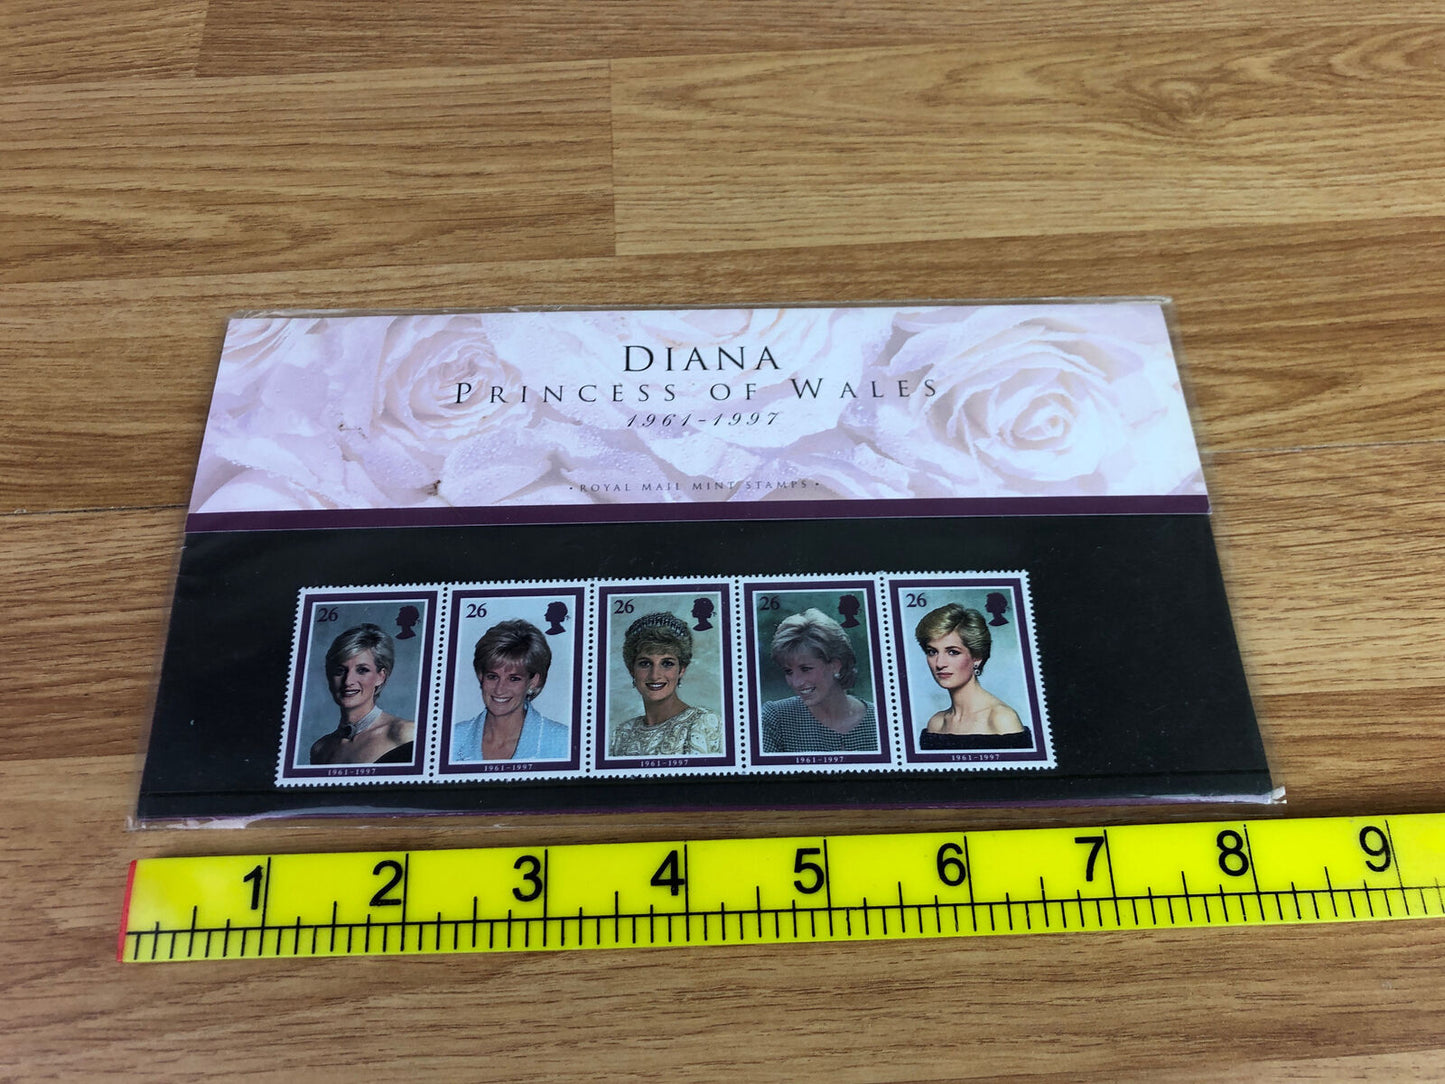 DIANA
PRINCESS OF WALES
1961-1997
• ROYAL MAIL MINT STAMPS •
26 26 26 26 26
1961-1997 1961-1997 1961-1997 1961-1997 1961-1997
1 2 3 4 5 6 7 8 9